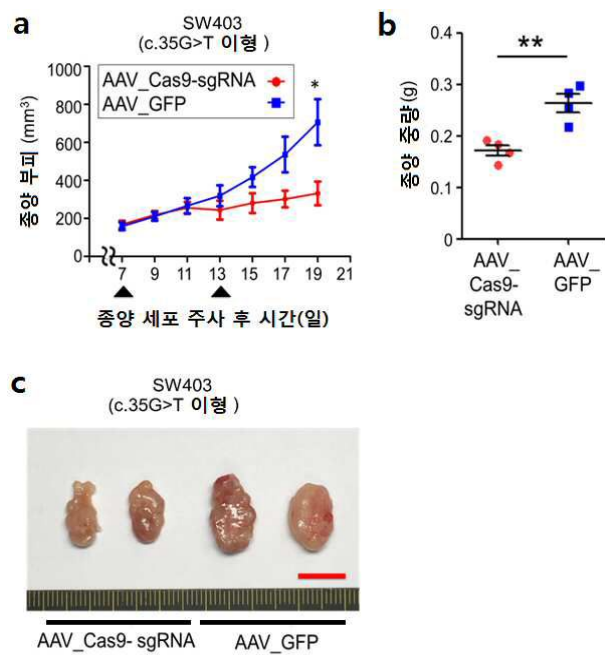 a
SW403
(c.35G>T 이형 )
1000
800
600
400
200
0
종양 부피 (mm³)
AAV_Cas9-sgRNA
AAV_GFP
*
7 9 11 13 15 17 19 21
종양 세포 주사 후 시간(일)
b
0.4
0.3
0.2
0.1
0
종양 중량 (g)
**
AAV_
Cas9-
sgRNA
AAV_
GFP
c
SW403
(c.35G>T 이형 )
AAV_Cas9- sgRNA
AAV_GFP